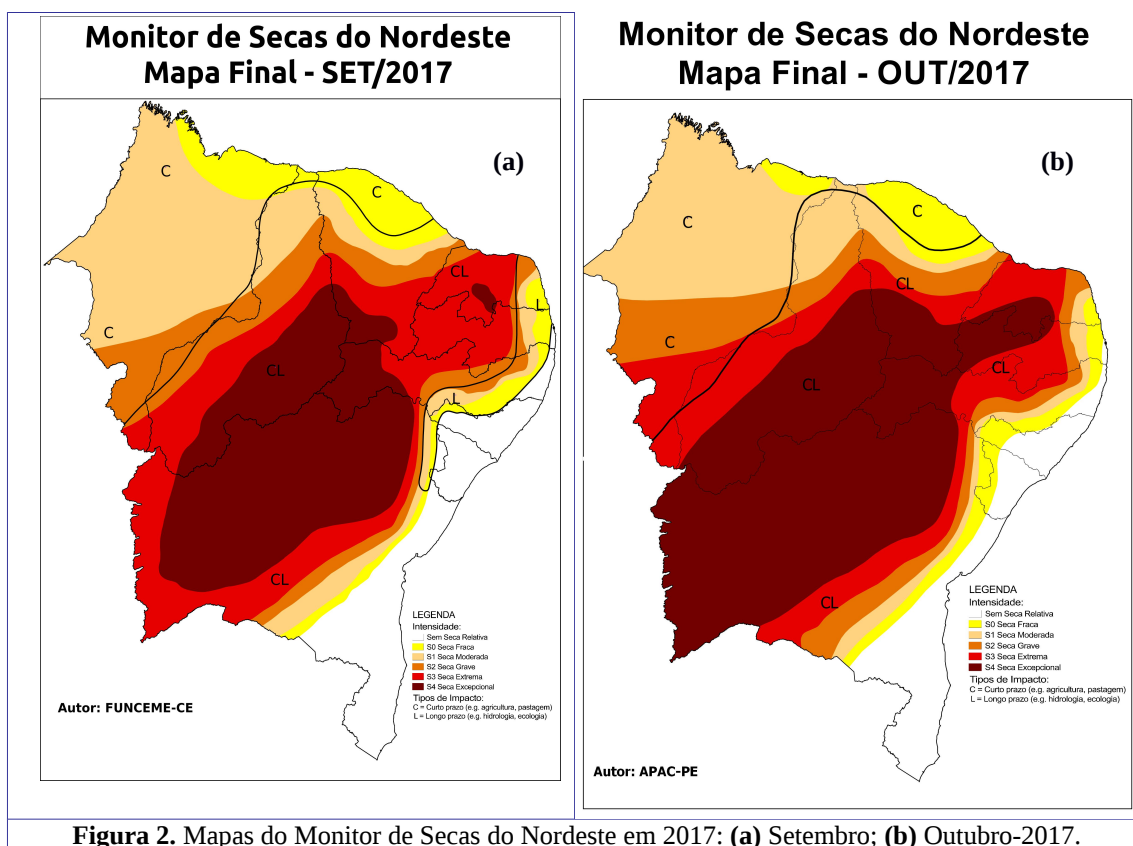 Monitor de Secas do Nordeste
Mapa Final - SET/2017
(a)
C
C
C
CL
L
CL
L
CL
LEGENDA
Intensidade:
Sem Seca Relativa
S0 Seca Fraca
S1 Seca Moderada
S2 Seca Grave
S3 Seca Extrema
S4 Seca Excepcional
Tipos de Impacto:
C = Curto prazo (e.g. agricultura, pastagem)
L = Longo prazo (e.g. hidrologia, ecologia)
Autor: FUNCEME-CE
Monitor de Secas do Nordeste
Mapa Final - OUT/2017
(b)
C
C
CL
C
CL
CL
CL
LEGENDA
Intensidade:
Sem Seca Relativa
S0 Seca Fraca
S1 Seca Moderada
S2 Seca Grave
S3 Seca Extrema
S4 Seca Excepcional
Tipos de Impacto:
C = Curto prazo (e.g. agricultura, pastagem)
L = Longo prazo (e.g. hidrologia, ecologia)
Autor: APAC-PE
Figura 2. Mapas do Monitor de Secas do Nordeste em 2017: (a) Setembro; (b) Outubro-2017.